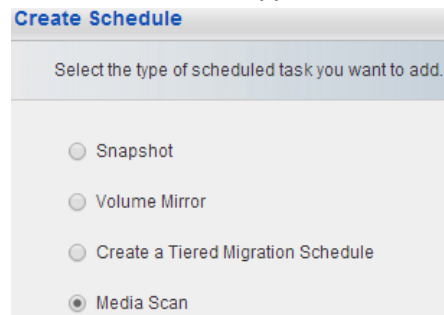 Create Schedule
Select the type of scheduled task you want to add.
Snapshot
Volume Mirror
Create a Tiered Migration Schedule
Media Scan